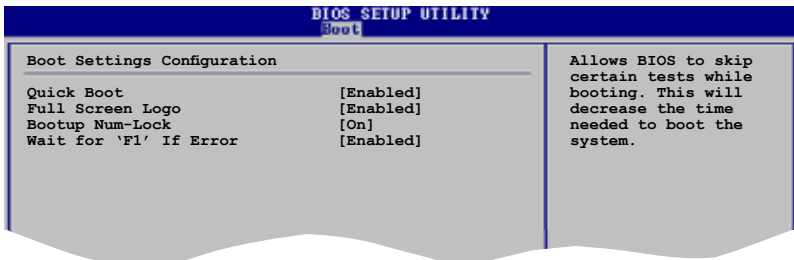 BIOS SETUP UTILITY
Boot
Boot Settings Configuration
Quick Boot [Enabled]
Full Screen Logo [Enabled]
Bootup Num-Lock [On]
Wait for ‘F1’ If Error [Enabled]
Allows BIOS to skip
certain tests while
booting. This will
decrease the time
needed to boot the
system.